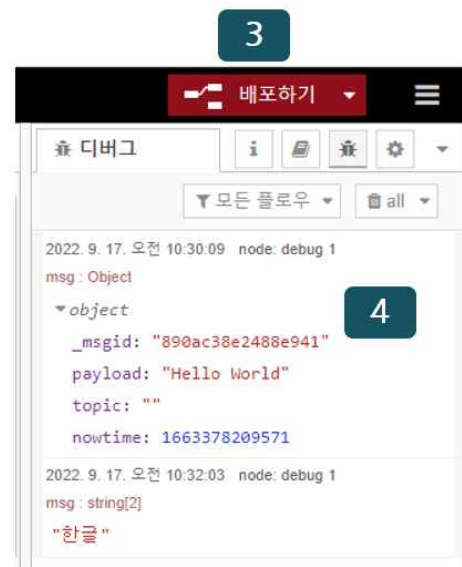 3
배포하기
디버그
모든 플로우
all
2022. 9. 17. 오전 10:30:09 node: debug 1
msg : Object
object
4
_msgid: "890ac38e2488e941"
payload: "Hello World"
topic: ""
nowtime: 1663378209571
2022. 9. 17. 오전 10:32:03 node: debug 1
msg : string[2]
"한글"